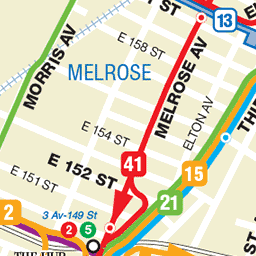 ST
13
E 158 ST
MELROSE
MORRIS AV
MELROSE AV
ELTON AV
E 154 ST
E 152 ST
41
15
E 151 ST
21
2
3 Av-149 St
2
5
THE HUB